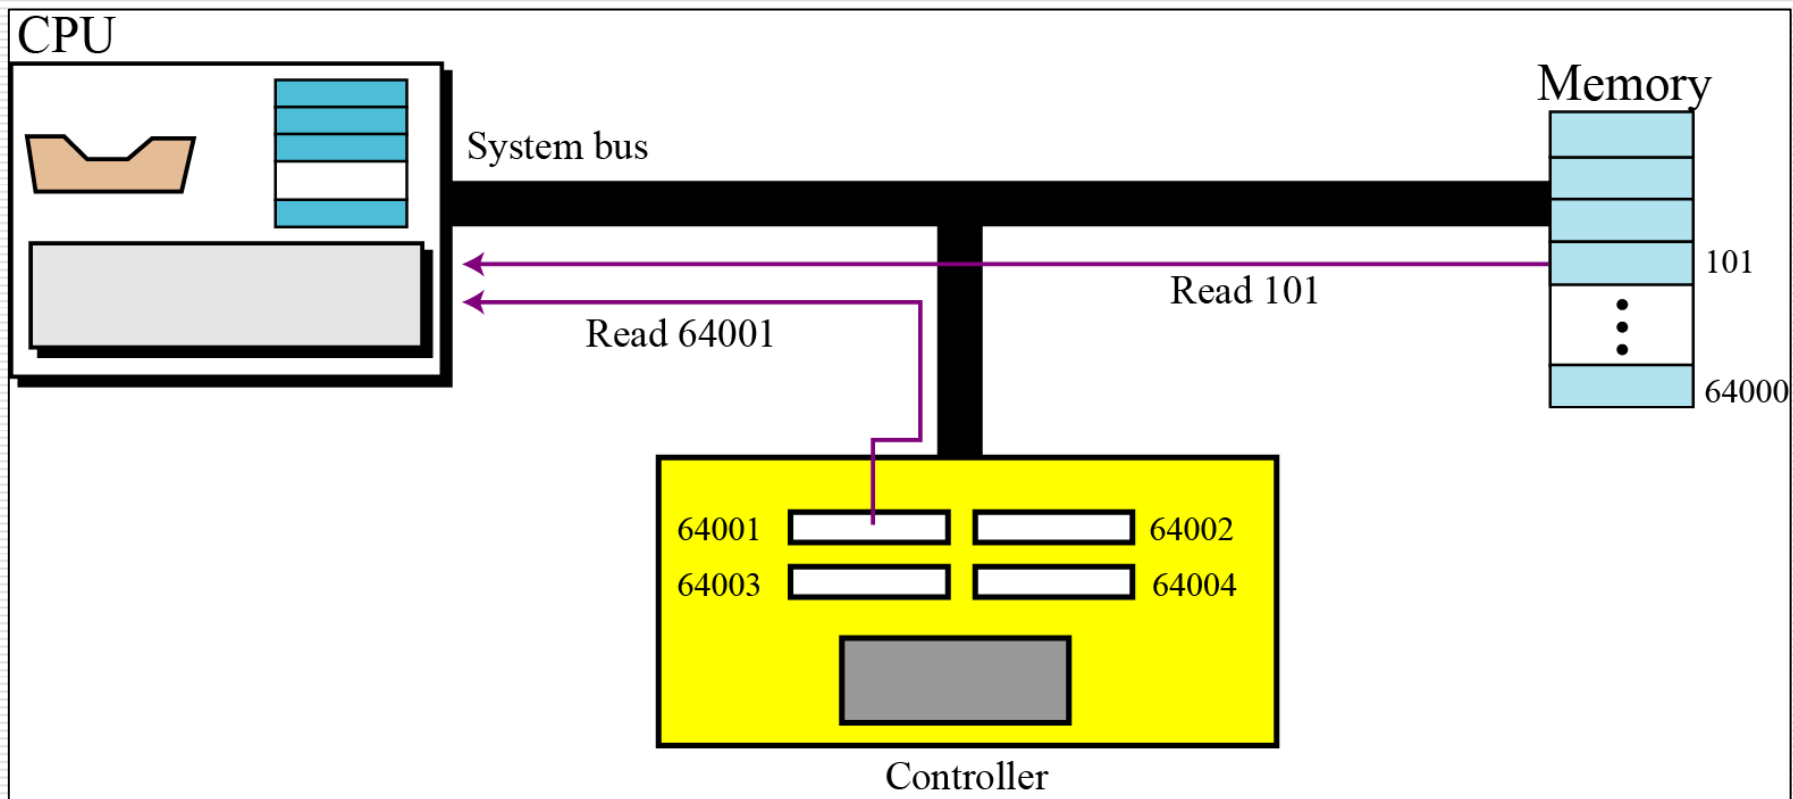 CPU
Memory
System bus
101
Read 101
Read 64001
64000
64001
64002
64003
64004
Controller